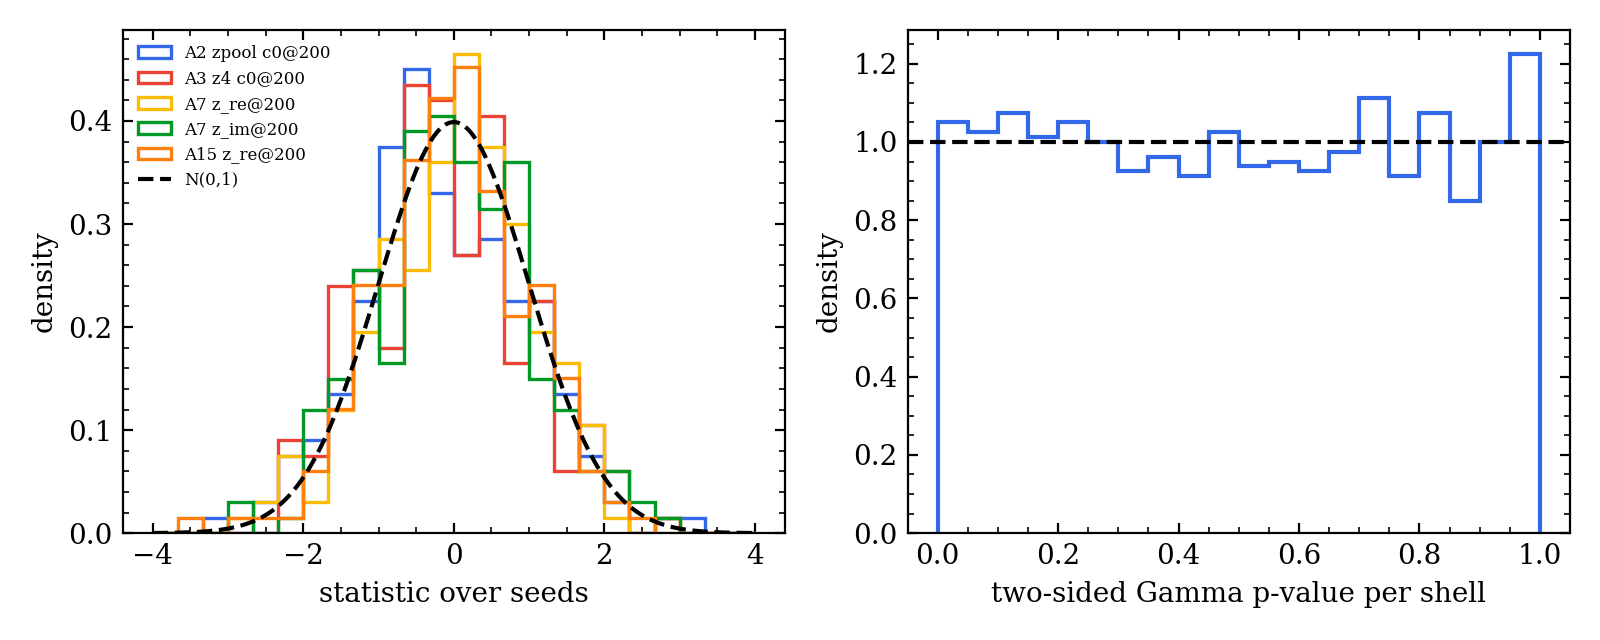 A2 zpool c0@200
A3 z4 c0@200
A7 z_re@200
A7 z_im@200
A15 z_re@200
N(0,1)
density
0.4
0.3
0.2
0.1
0.0
−4
−2
0
2
4
statistic over seeds
density
1.2
1.0
0.8
0.6
0.4
0.2
0.0
0.0
0.2
0.4
0.6
0.8
1.0
two-sided Gamma p-value per shell